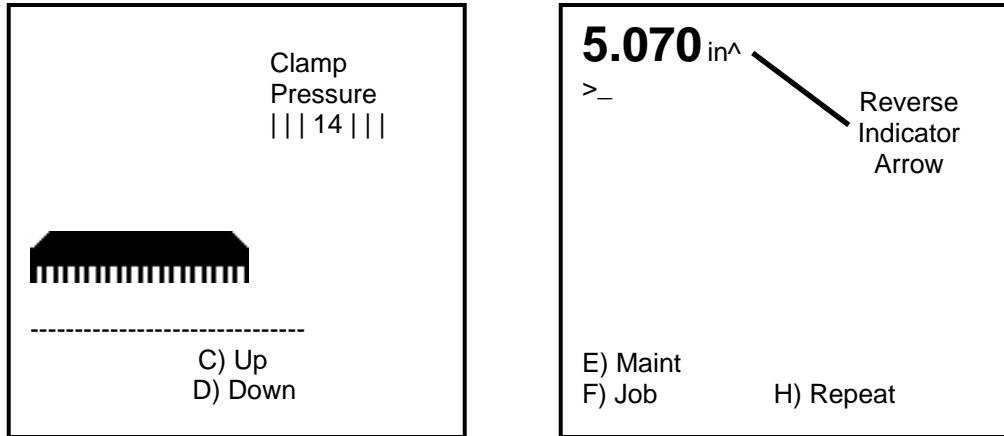 Clamp
Pressure
| | | 14 | | |
------------------------------
C) Up
D) Down
5.070 in^
>_
Reverse
Indicator
Arrow
E) Maint
F) Job H) Repeat